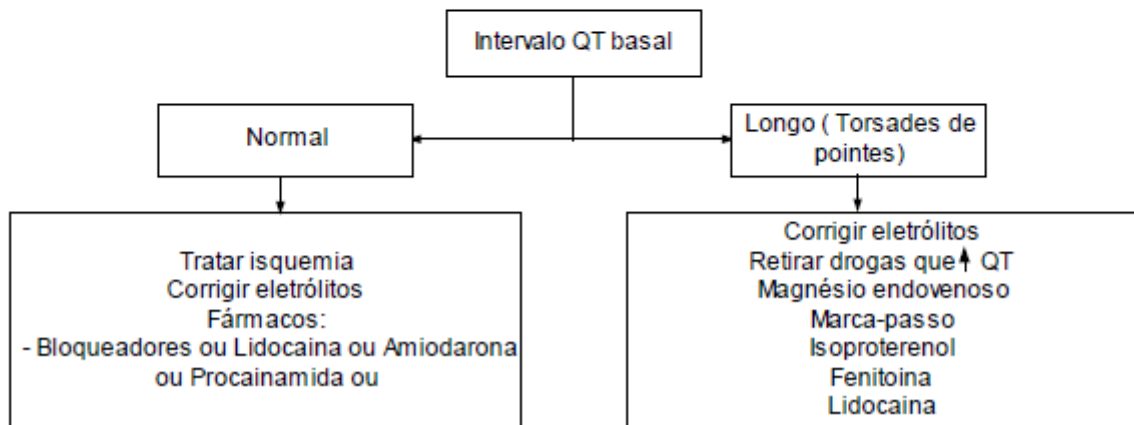 Intervalo QT basal
Normal
Longo ( Torsades de
pointes)
Tratar isquemia
Corrigir eletrólitos
Fármacos:
- Bloqueadores ou Lidocaina ou Amiodarona
ou Procainamida ou
Corrigir eletrólitos
Retirar drogas que QT
Magnésio endovenoso
Marca-passo
Isoproterenol
Fenitoina
Lidocaina